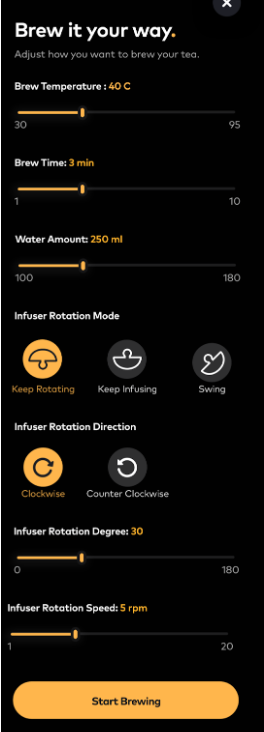 Brew it your way.
Adjust how you want to brew your tea.
Brew Temperature : 40 C
30 95
Brew Time: 3 min
1 10
Water Amount: 250 ml
100 180
Infuser Rotation Mode
Keep Rotating Keep Infusing Swing
Infuser Rotation Direction
Clockwise Counter Clockwise
Infuser Rotation Degree: 30
0 180
Infuser Rotation Speed: 5 rpm
1 20
Start Brewing